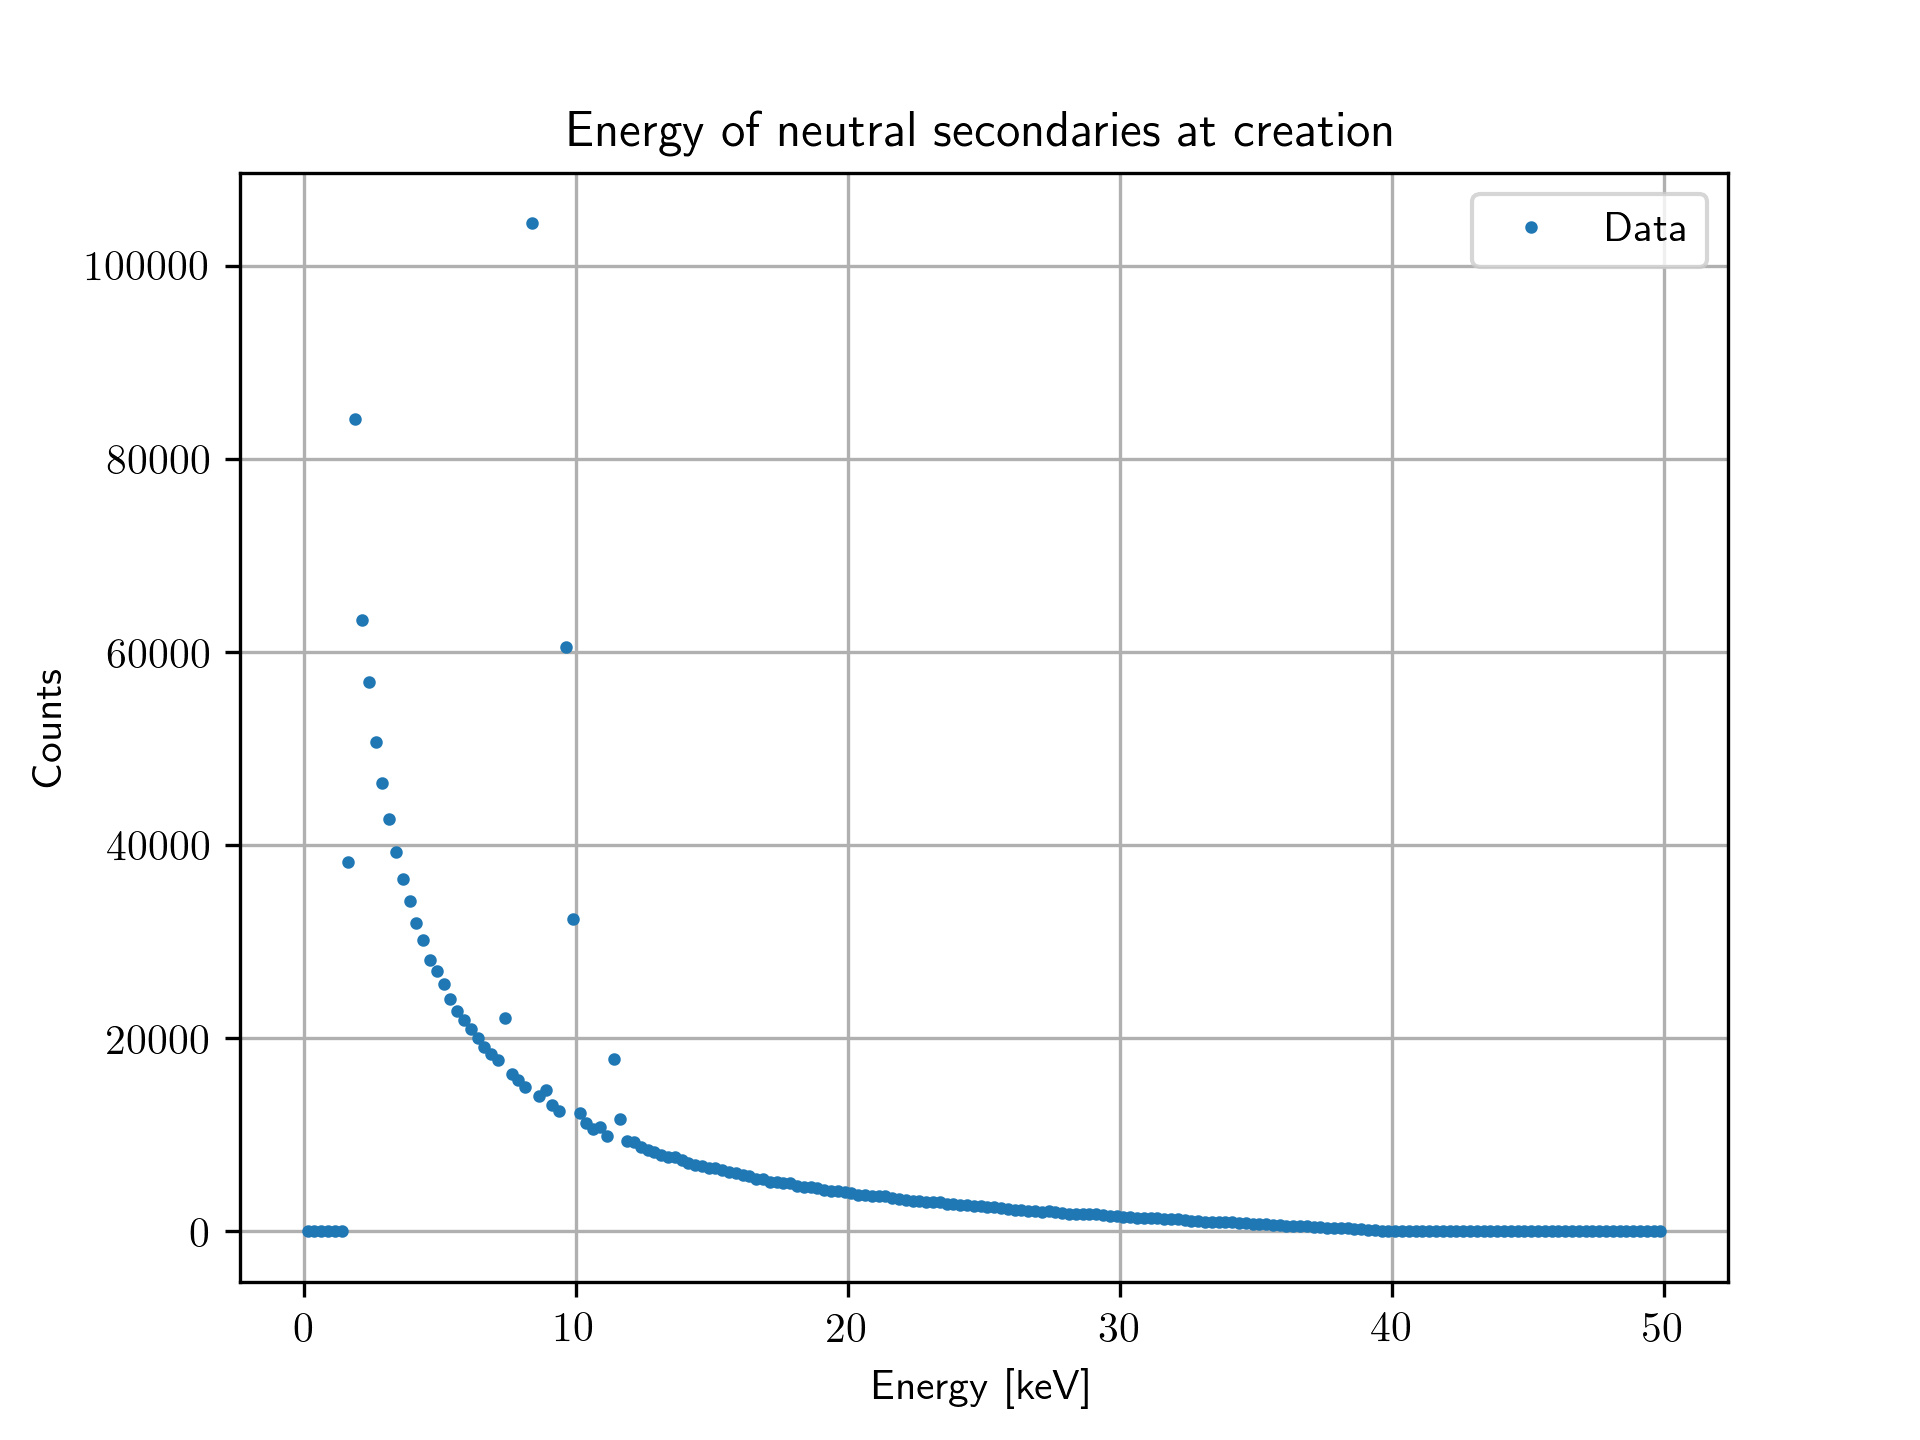 Energy of neutral secondaries at creation
Data
100000
80000
60000
40000
20000
0
Counts
0 10 20 30 40 50
Energy [keV]